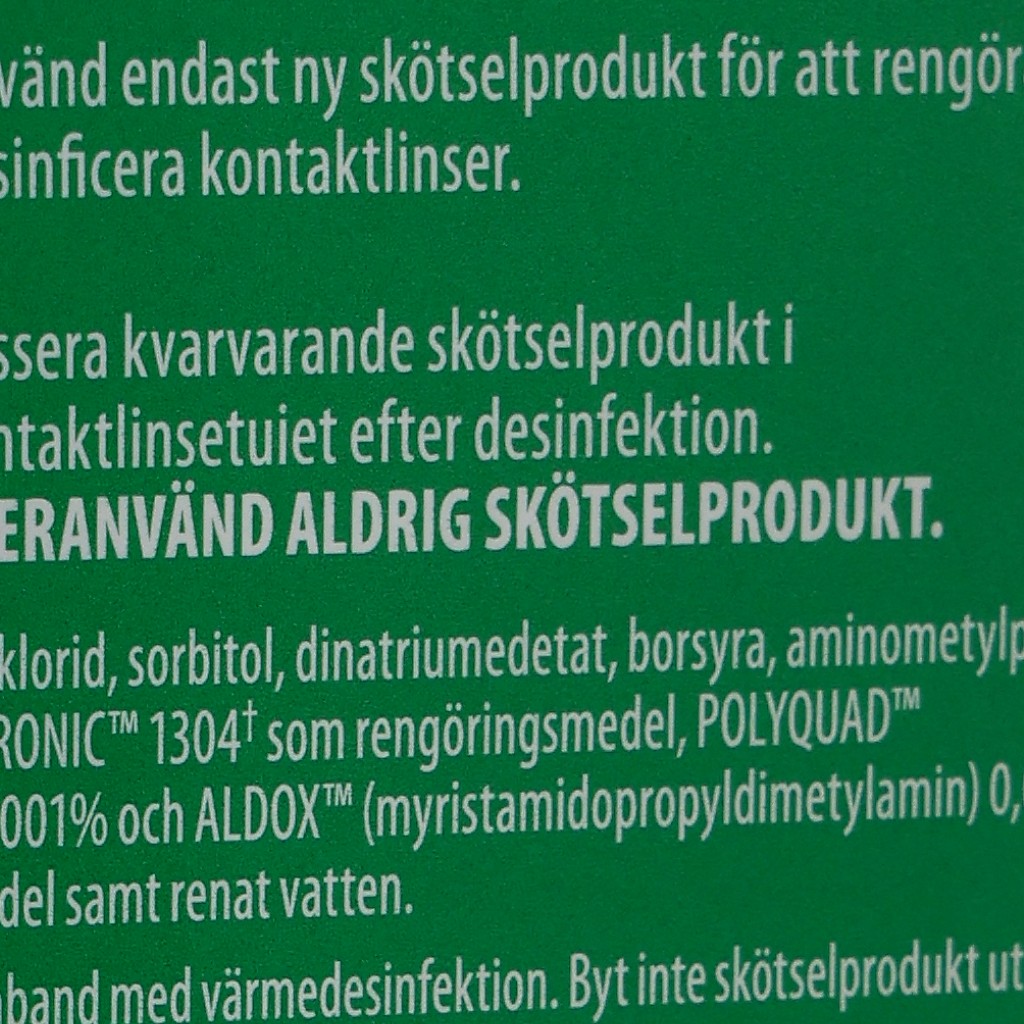 vänd endast ny skötselprodukt för att rengör
sinficera kontaktlinser.
ssera kvarvarande skötselprodukt i
ntaktlinsetuiet efter desinfektion.
ERANVÄND ALDRIG SKÖTSELPRODUKT.
klorid, sorbitol, dinatriumedetat, borsyra, aminometylp
RONIC™ 1304† som rengöringsmedel, POLYQUAD™
001% och ALDOX™ (myristamidopropyldimetylamin) 0,
del samt renat vatten.
band med värmedesinfektion. Byt inte skötselprodukt ut